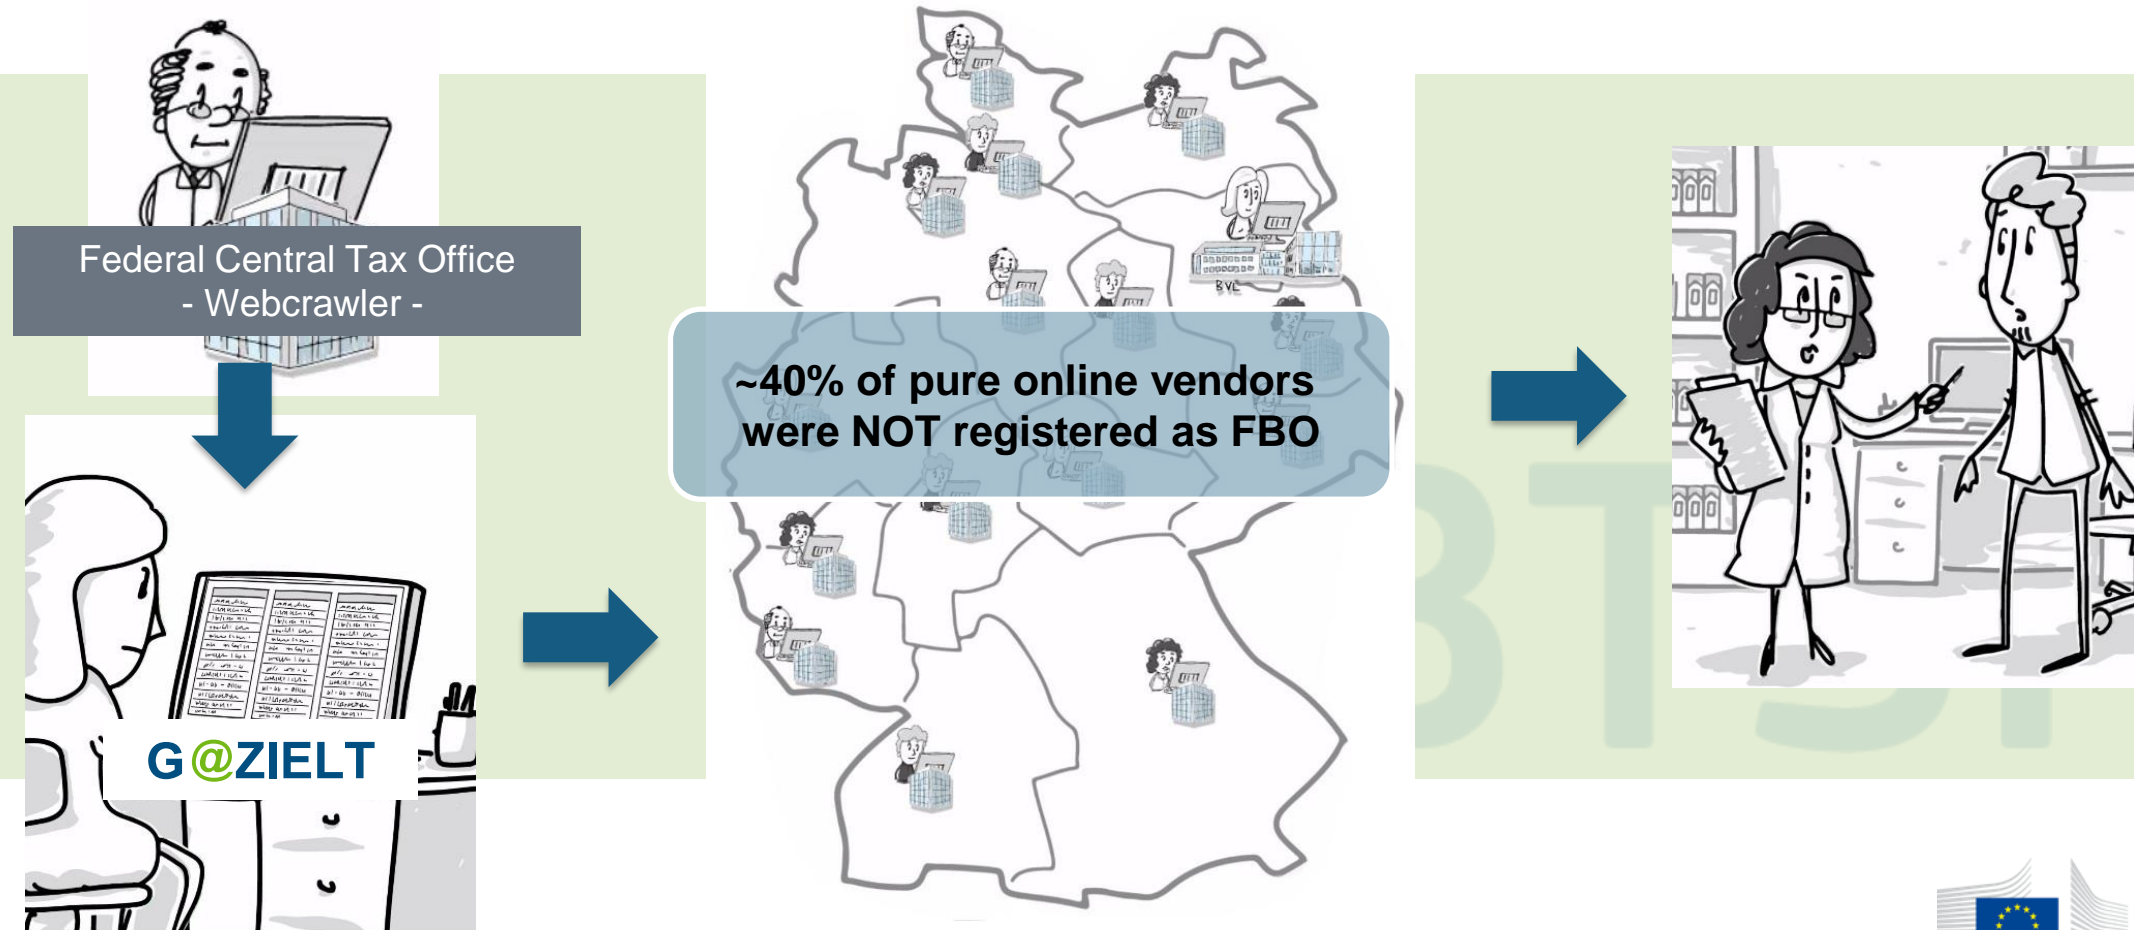 Federal Central Tax Office
- Webcrawler -
G@ZIELT
BVL
~40% of pure online vendors
were NOT registered as FBO